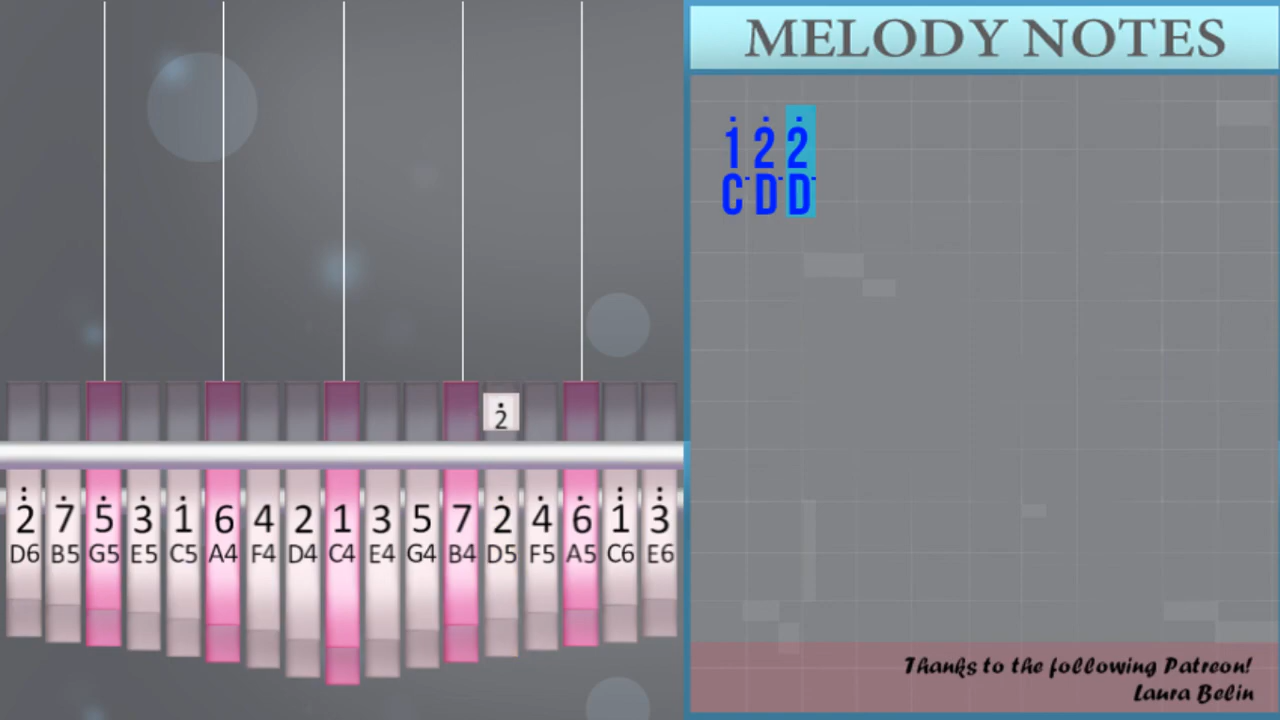 MELODY NOTES
1̇ 2̇ 2̇
C' D' D'
2̇
2̈ 7̇ 5̇ 3̇ 1̇ 6 4 2 1 3 5 7 2̇ 4̇ 6̇ 1̈ 3̈
D6 B5 G5 E5 C5 A4 F4 D4 C4 E4 G4 B4 D5 F5 A5 C6 E6
Thanks to the following Patreon!
Laura Belin